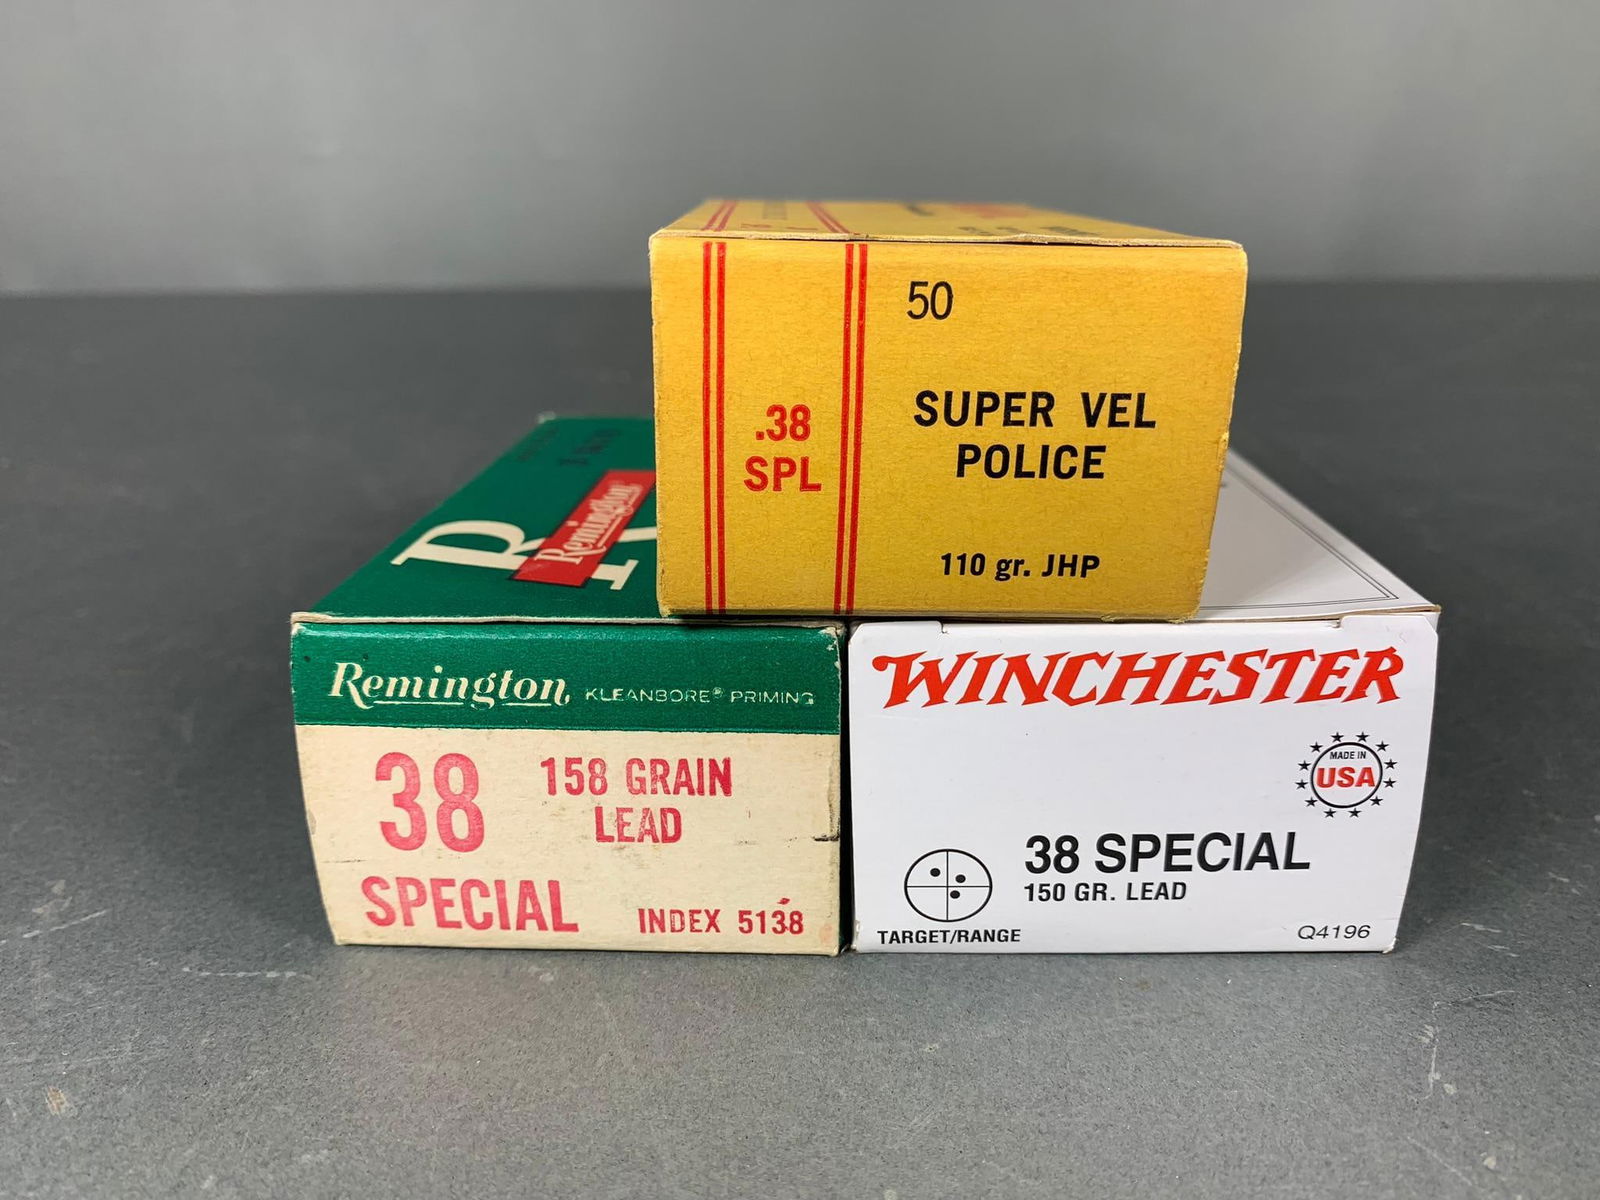 50
.38
SPL
SUPER VEL
POLICE
110 gr. JHP
Remington
Remington KLEANBORE® PRIMING
38
SPECIAL
158 GRAIN
LEAD
INDEX 5138
WINCHESTER
MADE IN
USA
38 SPECIAL
150 GR. LEAD
TARGET/RANGE
Q4196